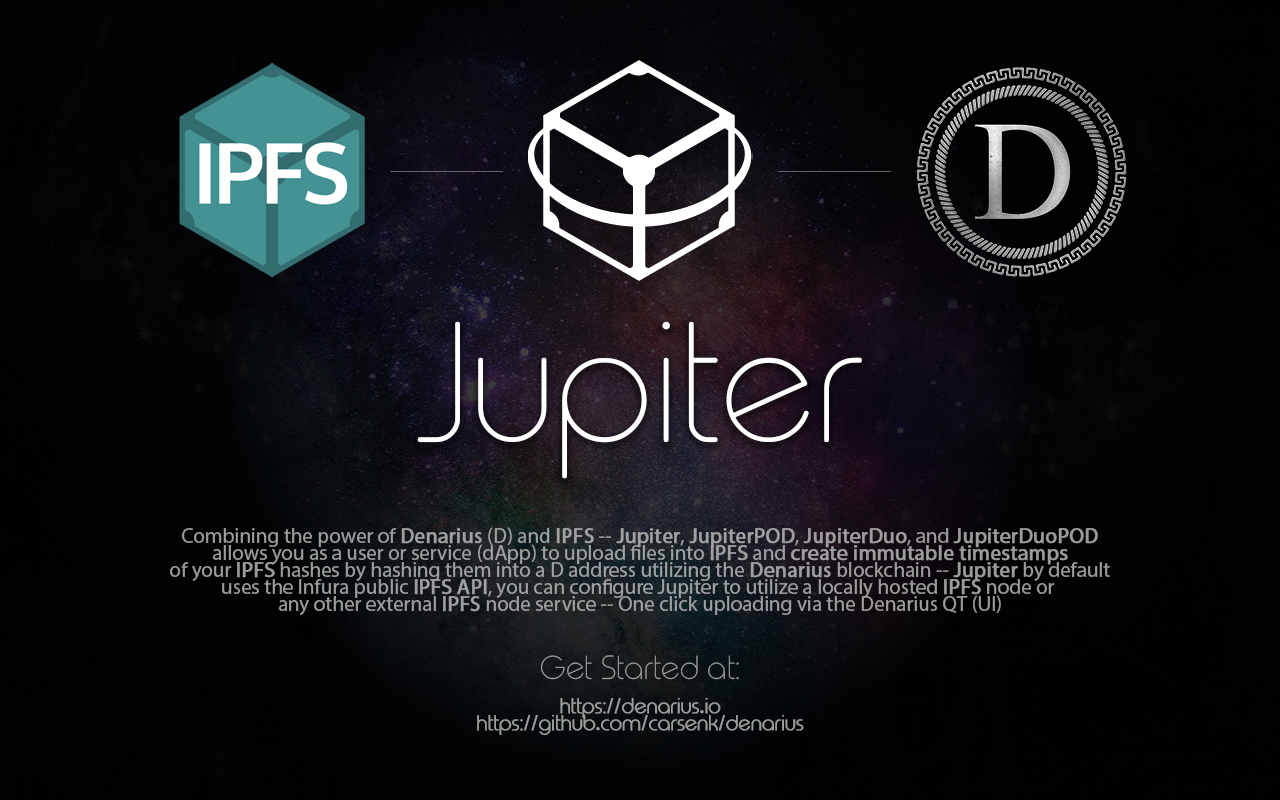 IPFS
D
Jupiter
Combining the power of Denarius (D) and IPFS -- Jupiter, JupiterPOD, JupiterDuo, and JupiterDuoPOD
allows you as a user or service (dApp) to upload files into IPFS and create immutable timestamps
of your IPFS hashes by hashing them into a D address utilizing the Denarius blockchain -- Jupiter by default
uses the Infura public IPFS API, you can configure Jupiter to utilize a locally hosted IPFS node or
any other external IPFS node service -- One click uploading via the Denarius QT (UI)
Get Started at:
https://denarius.io
https://github.com/carsenk/denarius